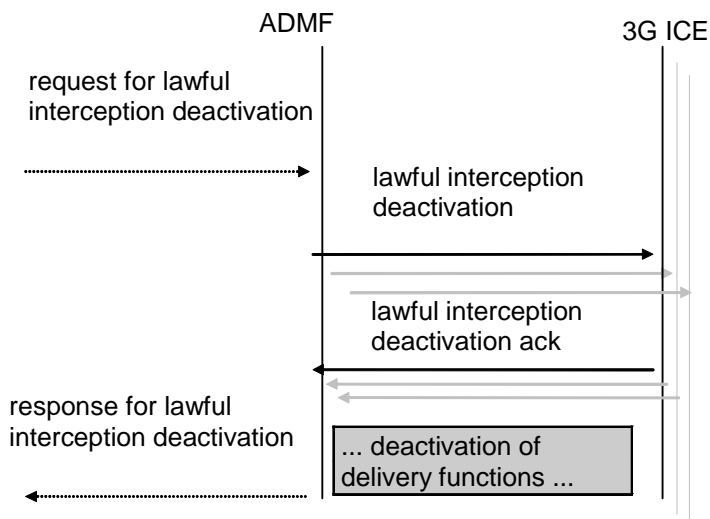 ADMF
3G ICE
request for lawful
interception deactivation
lawful interception
deactivation
lawful interception
deactivation ack
response for lawful
interception deactivation
... deactivation of
delivery functions ...